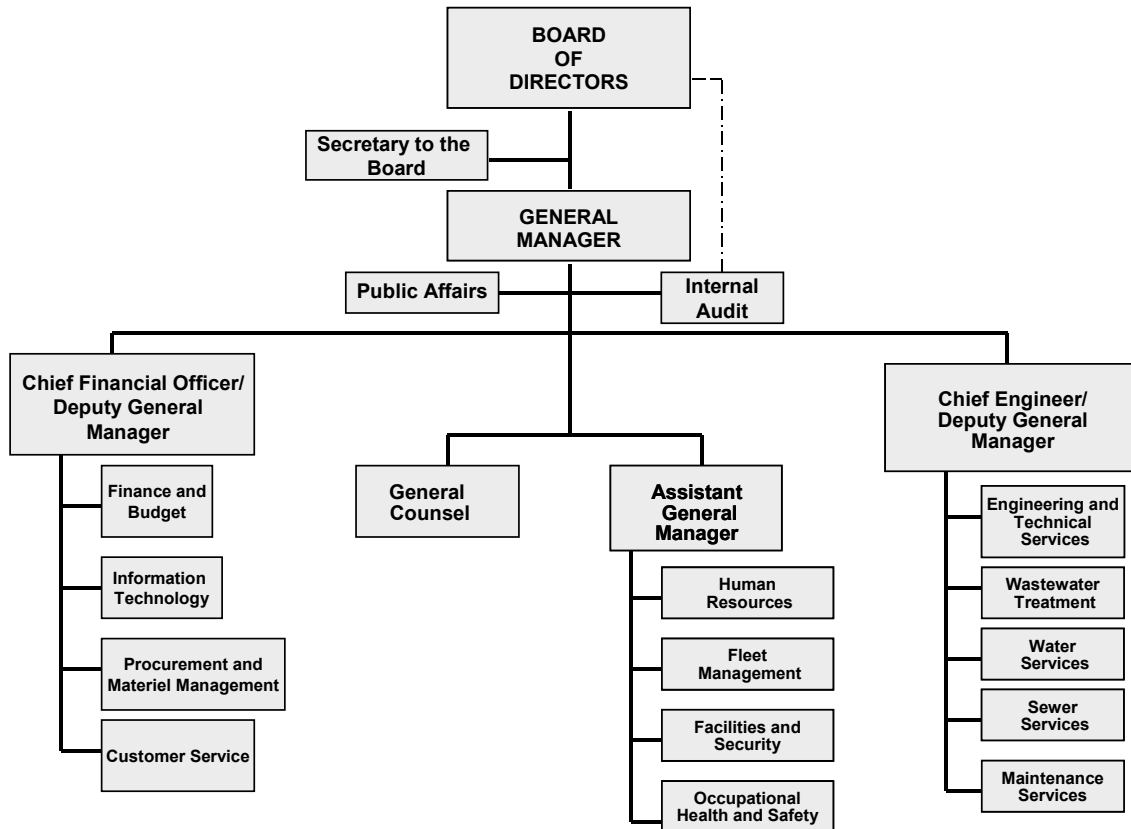 BOARD
OF
DIRECTORS
Secretary to the
Board
GENERAL
MANAGER
Public Affairs
Internal
Audit
Chief Financial Officer/
Deputy General
Manager
Finance and
Budget
Information
Technology
Procurement and
Materiel Management
Customer Service
General
Counsel
Assistant
General
Manager
Human
Resources
Fleet
Management
Facilities and
Security
Occupational
Health and Safety
Chief Engineer/
Deputy General
Manager
Engineering and
Technical
Services
Wastewater
Treatment
Water
Services
Sewer
Services
Maintenance
Services